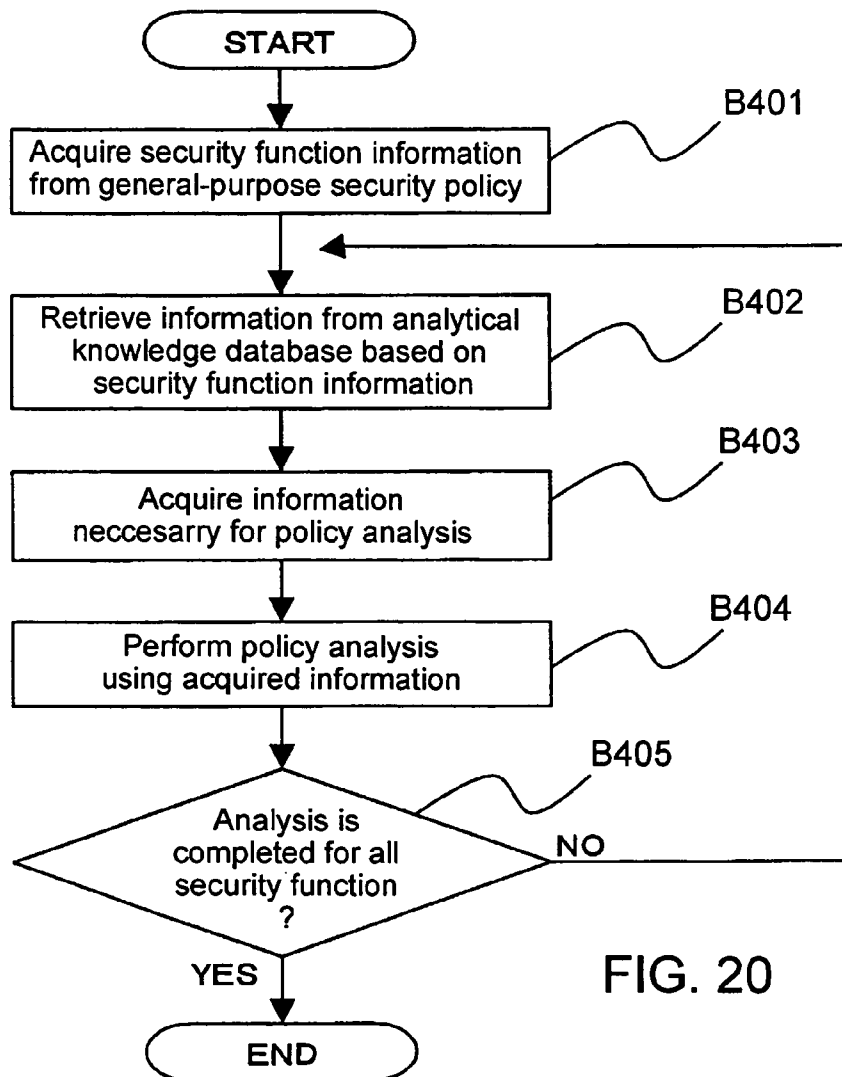 START
B401
Acquire security function information
from general-purpose security policy
B402
Retrieve information from analytical
knowledge database based on
security function information
B403
Acquire information
neccesarry for policy analysis
B404
Perform policy analysis
using acquired information
B405
Analysis is
completed for all
security function
?
NO
YES
FIG. 20
END